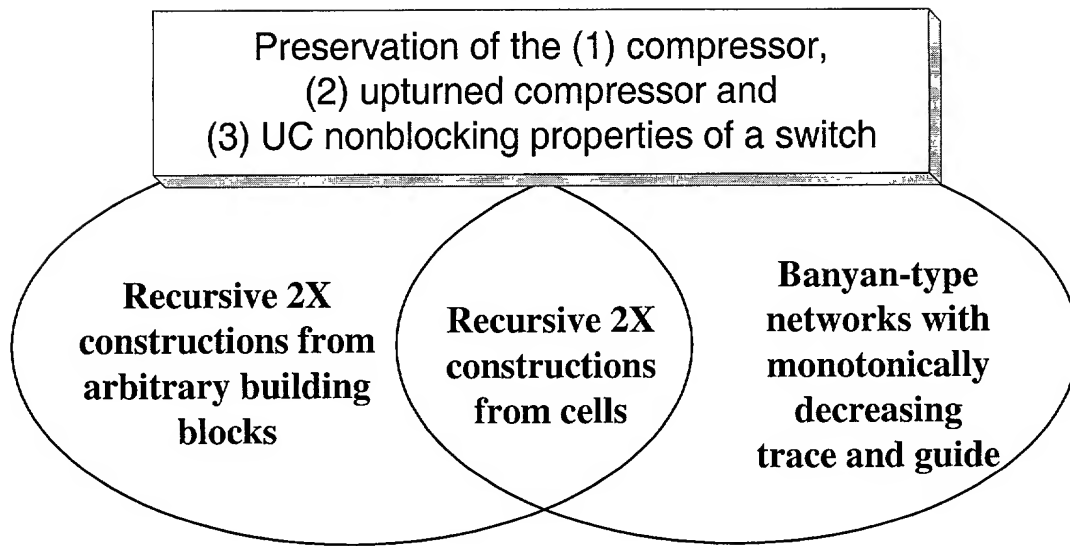 Preservation of the (1) compressor,
(2) upturned compressor and
(3) UC nonblocking properties of a switch
Recursive 2X
constructions from
arbitrary building
blocks
Recursive 2X
constructions
from cells
Banyan-type
networks with
monotonically
decreasing
trace and guide